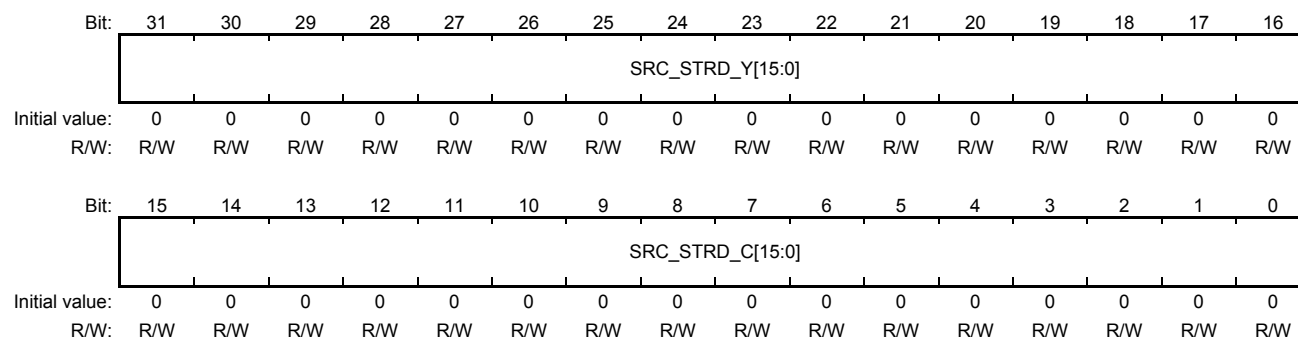 Bit: 31 30 29 28 27 26 25 24 23 22 21 20 19 18 17 16
SRC_STRD_Y[15:0]
Initial value: 0 0 0 0 0 0 0 0 0 0 0 0 0 0 0 0
R/W: R/W R/W R/W R/W R/W R/W R/W R/W R/W R/W R/W R/W R/W R/W R/W R/W
Bit: 15 14 13 12 11 10 9 8 7 6 5 4 3 2 1 0
SRC_STRD_C[15:0]
Initial value: 0 0 0 0 0 0 0 0 0 0 0 0 0 0 0 0
R/W: R/W R/W R/W R/W R/W R/W R/W R/W R/W R/W R/W R/W R/W R/W R/W R/W